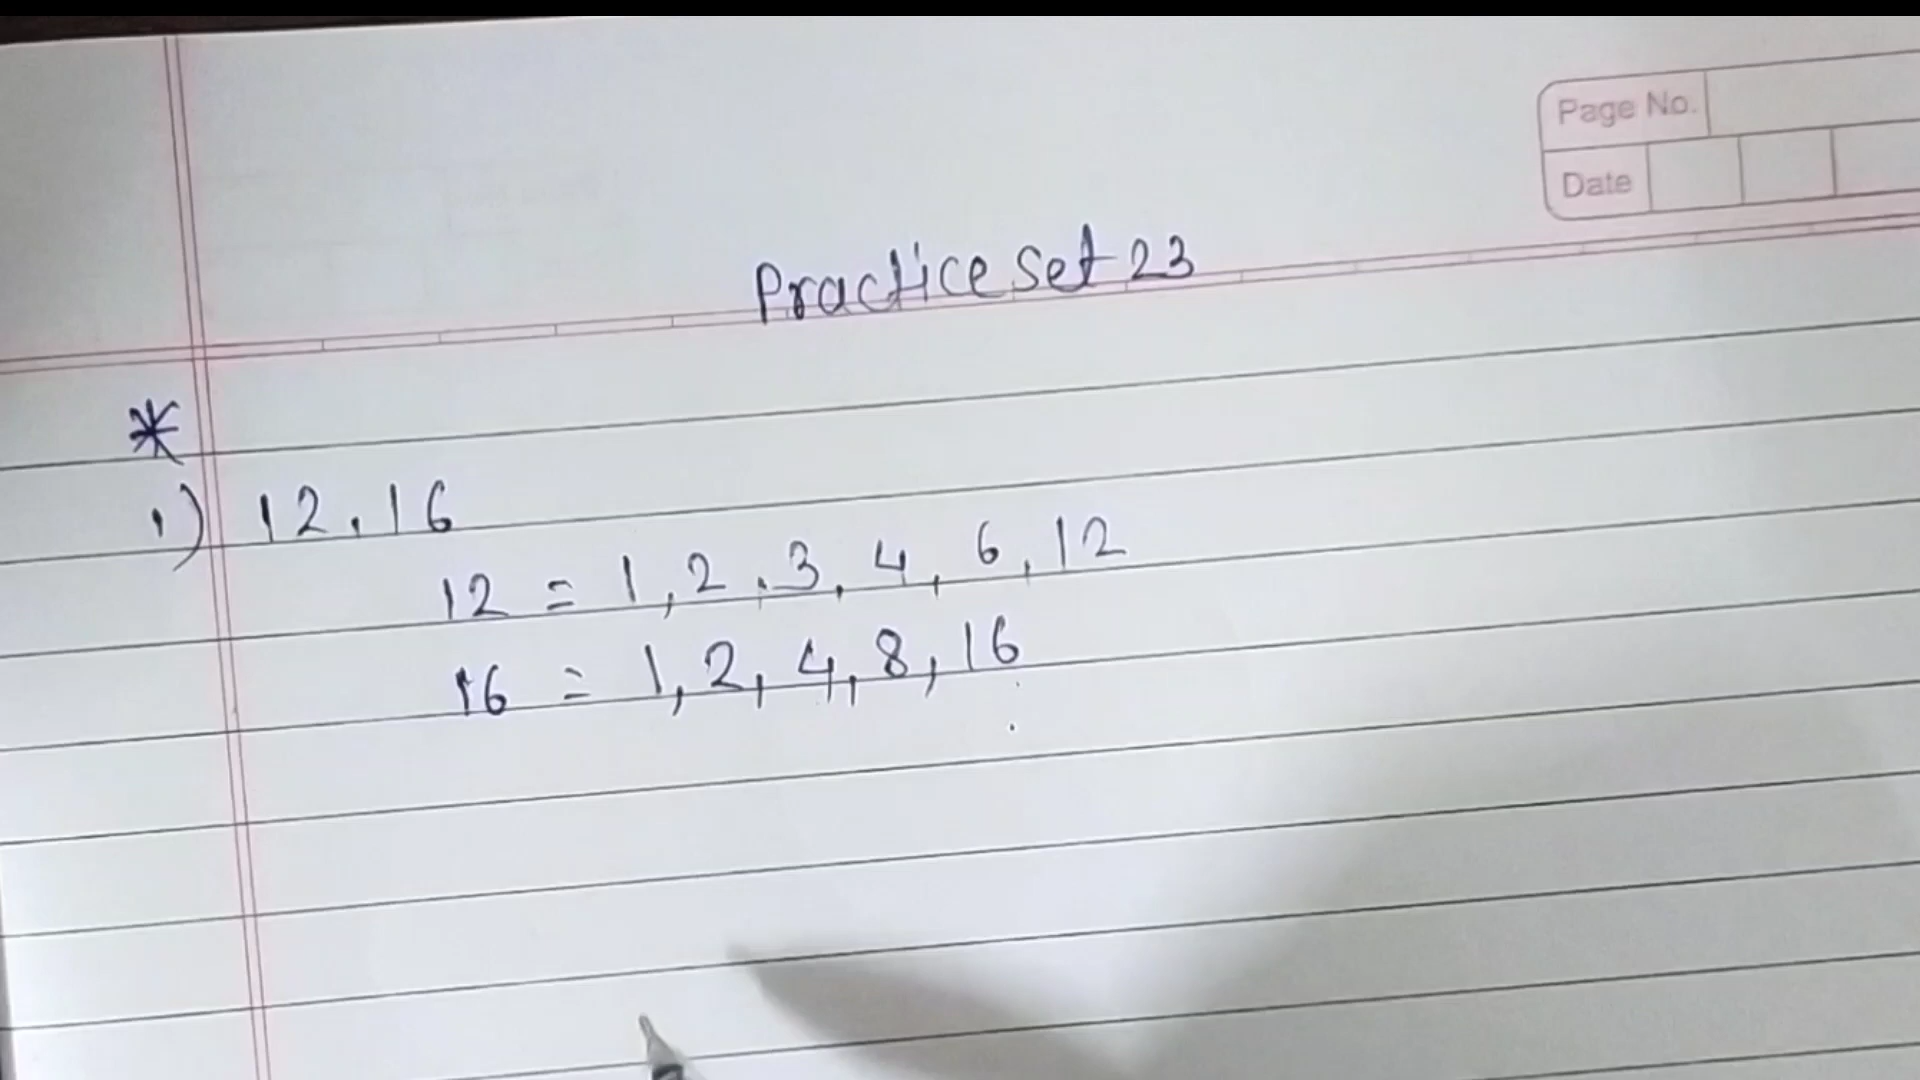 Page No.
Date
Practice Set 23
*
1) 12, 16
12 = 1, 2, 3, 4, 6, 12
16 = 1, 2, 4, 8, 16